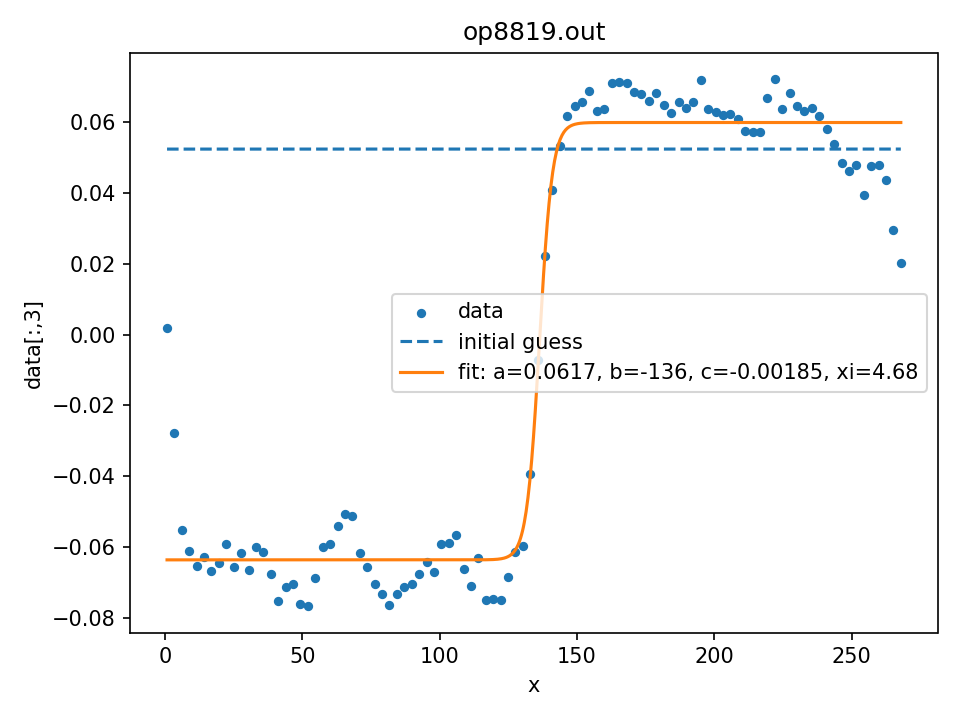 op8819.out
data[:,3]
0.06
0.04
0.02
0.00
−0.02
−0.04
−0.06
−0.08
data
initial guess
fit: a=0.0617, b=-136, c=-0.00185, xi=4.68
0 50 100 150 200 250
x